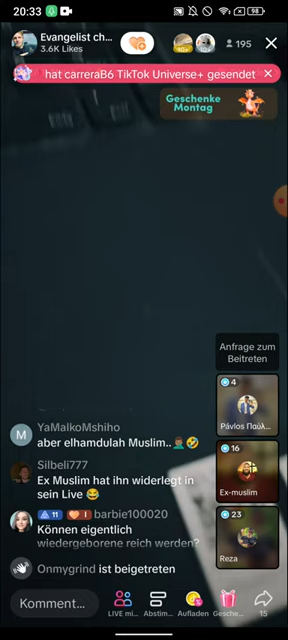 20:33
98
Evangelist ch...
3.6K Likes
195
hat carreraB6 TikTok Universe+ gesendet
Geschenke
Montag
Anfrage zum
Beitreten
4
Pávlos Παύλ...
YaMalkoMshiho
aber elhamdulah Muslim..🤦🏽‍♂️🤣
Silbeli777
Ex Muslim hat ihn widerlegt in
sein Live 😂
16
Ex-muslim
11 I barbie100020
Können eigentlich
wiedergeborene reich werden?
23
Reza
Onmygrind ist beigetreten
Komment...
LIVE mi...
Abstim...
Aufladen
Gesche...
15